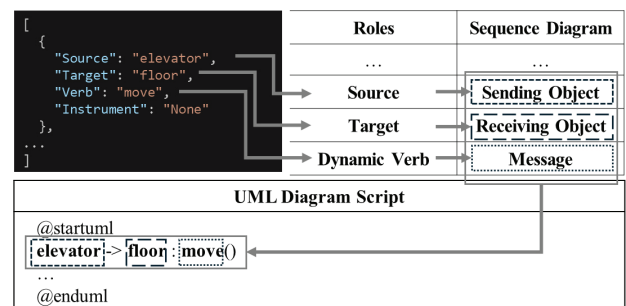 [
{
"Source": "elevator",
"Target": "floor",
"Verb": "move",
"Instrument": "None"
},
...
]
Roles Sequence Diagram
... ...
Source Sending Object
Target Receiving Object
Dynamic Verb Message
UML Diagram Script
@startuml
elevator -> floor : move()
...
@enduml